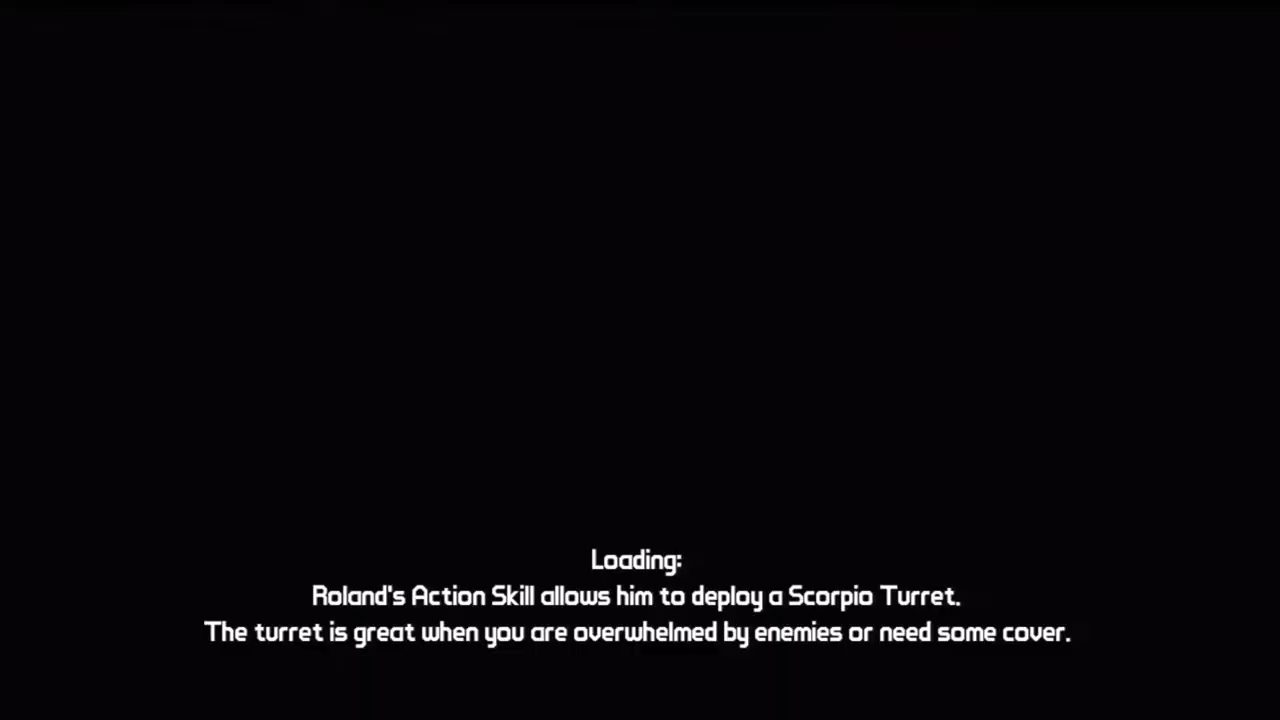 Loading:
Roland's Action Skill allows him to deploy a Scorpio Turret.
The turret is great when you are overwhelmed by enemies or need some cover.